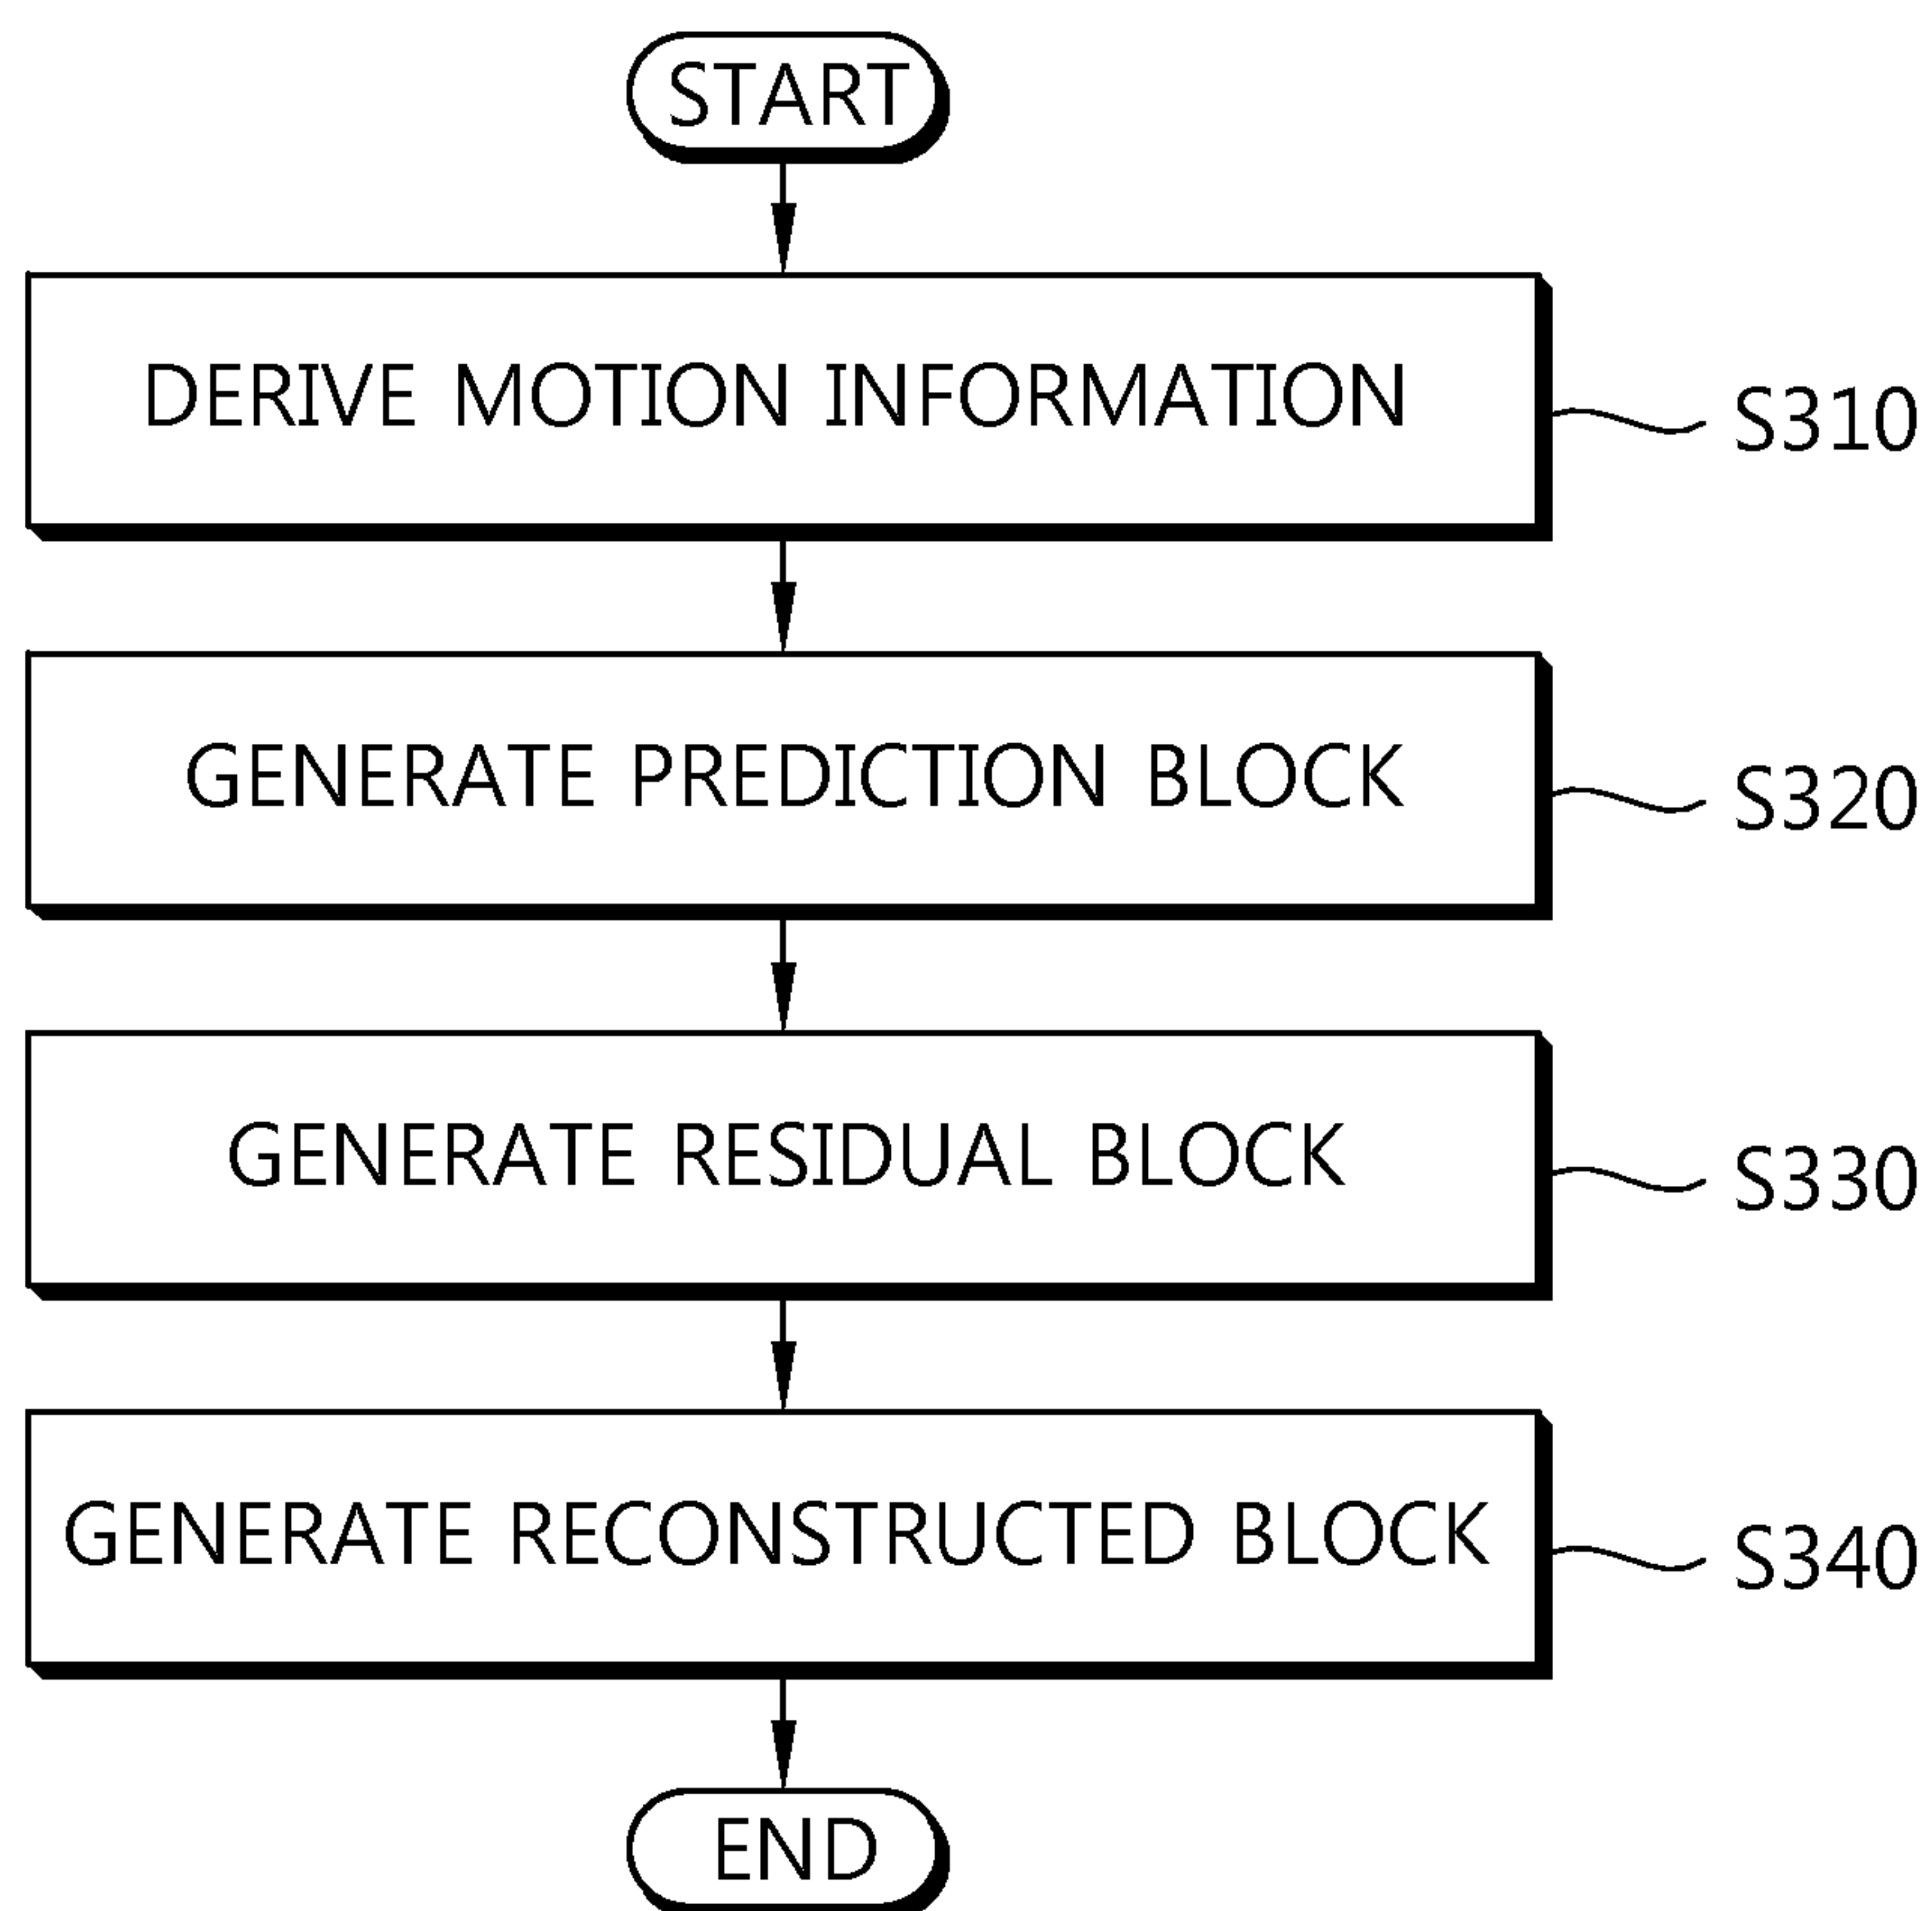 START
DERIVE MOTION INFORMATION
S310
GENERATE PREDICTION BLOCK
S320
GENERATE RESIDUAL BLOCK
S330
GENERATE RECONSTRUCTED BLOCK
S340
END